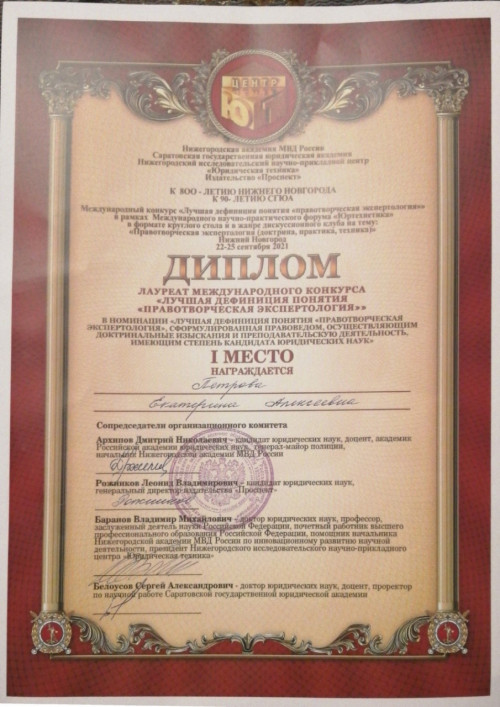 ЦЕНТР
ЮТ
Нижегородская академия МВД России
Саратовская государственная юридическая академия
Нижегородский исследовательский научно-прикладной центр
«Юридическая техника»
Издательство «Проспект»
К 800 - ЛЕТИЮ НИЖНЕГО НОВГОРОДА
К 90- ЛЕТИЮ СГЮА
Международный конкурс «Лучшая дефиниция понятия «правотворческая экспертология»»
в рамках Международного научно-практического форума «Юртехнетика»
в формате круглого стола и в жанре дискуссионного клуба на тему:
«Правотворческая экспертология (доктрина, практика, техника)»
Нижний Новгород
22-25 сентября 2021
ДИПЛОМ
ЛАУРЕАТ МЕЖДУНАРОДНОГО КОНКУРСА
«ЛУЧШАЯ ДЕФИНИЦИЯ ПОНЯТИЯ
«ПРАВОТВОРЧЕСКАЯ ЭКСПЕРТОЛОГИЯ»»
В НОМИНАЦИИ «ЛУЧШАЯ ДЕФИНИЦИЯ ПОНЯТИЯ «ПРАВОТВОРЧЕСКАЯ
ЭКСПЕРТОЛОГИЯ», СФОРМУЛИРОВАННАЯ ПРАВОВЕДОМ, ОСУЩЕСТВЛЯЮЩИМ
ДОКТРИНАЛЬНЫЕ ИЗЫСКАНИЯ И ПРЕПОДАВАТЕЛЬСКУЮ ДЕЯТЕЛЬНОСТЬ,
ИМЕЮЩИМ СТЕПЕНЬ КАНДИДАТА ЮРИДИЧЕСКИХ НАУК»
I МЕСТО
НАГРАЖДАЕТСЯ
Петрова
Екатерина Алексеевна
Сопредседатели организационного комитета
Архипов Дмитрий Николаевич - кандидат юридических наук, доцент, академик
Российской академии юридических наук, генерал-майор полиции,
начальник Нижегородской академии МВД России
Рожников Леонид Владимирович - кандидат юридических наук,
генеральный директор издательства «Проспект»
Баранов Владимир Михайлович - доктор юридических наук, профессор,
заслуженный деятель науки Российской Федерации, почетный работник высшего
профессионального образования Российской Федерации, помощник начальника
Нижегородской академии МВД России по инновационному развитию научной
деятельности, президент Нижегородского исследовательского научно-прикладного
центра «Юридическая техника»
Белоусов Сергей Александрович - доктор юридических наук, доцент, проректор
по научной работе Саратовской государственной юридической академии